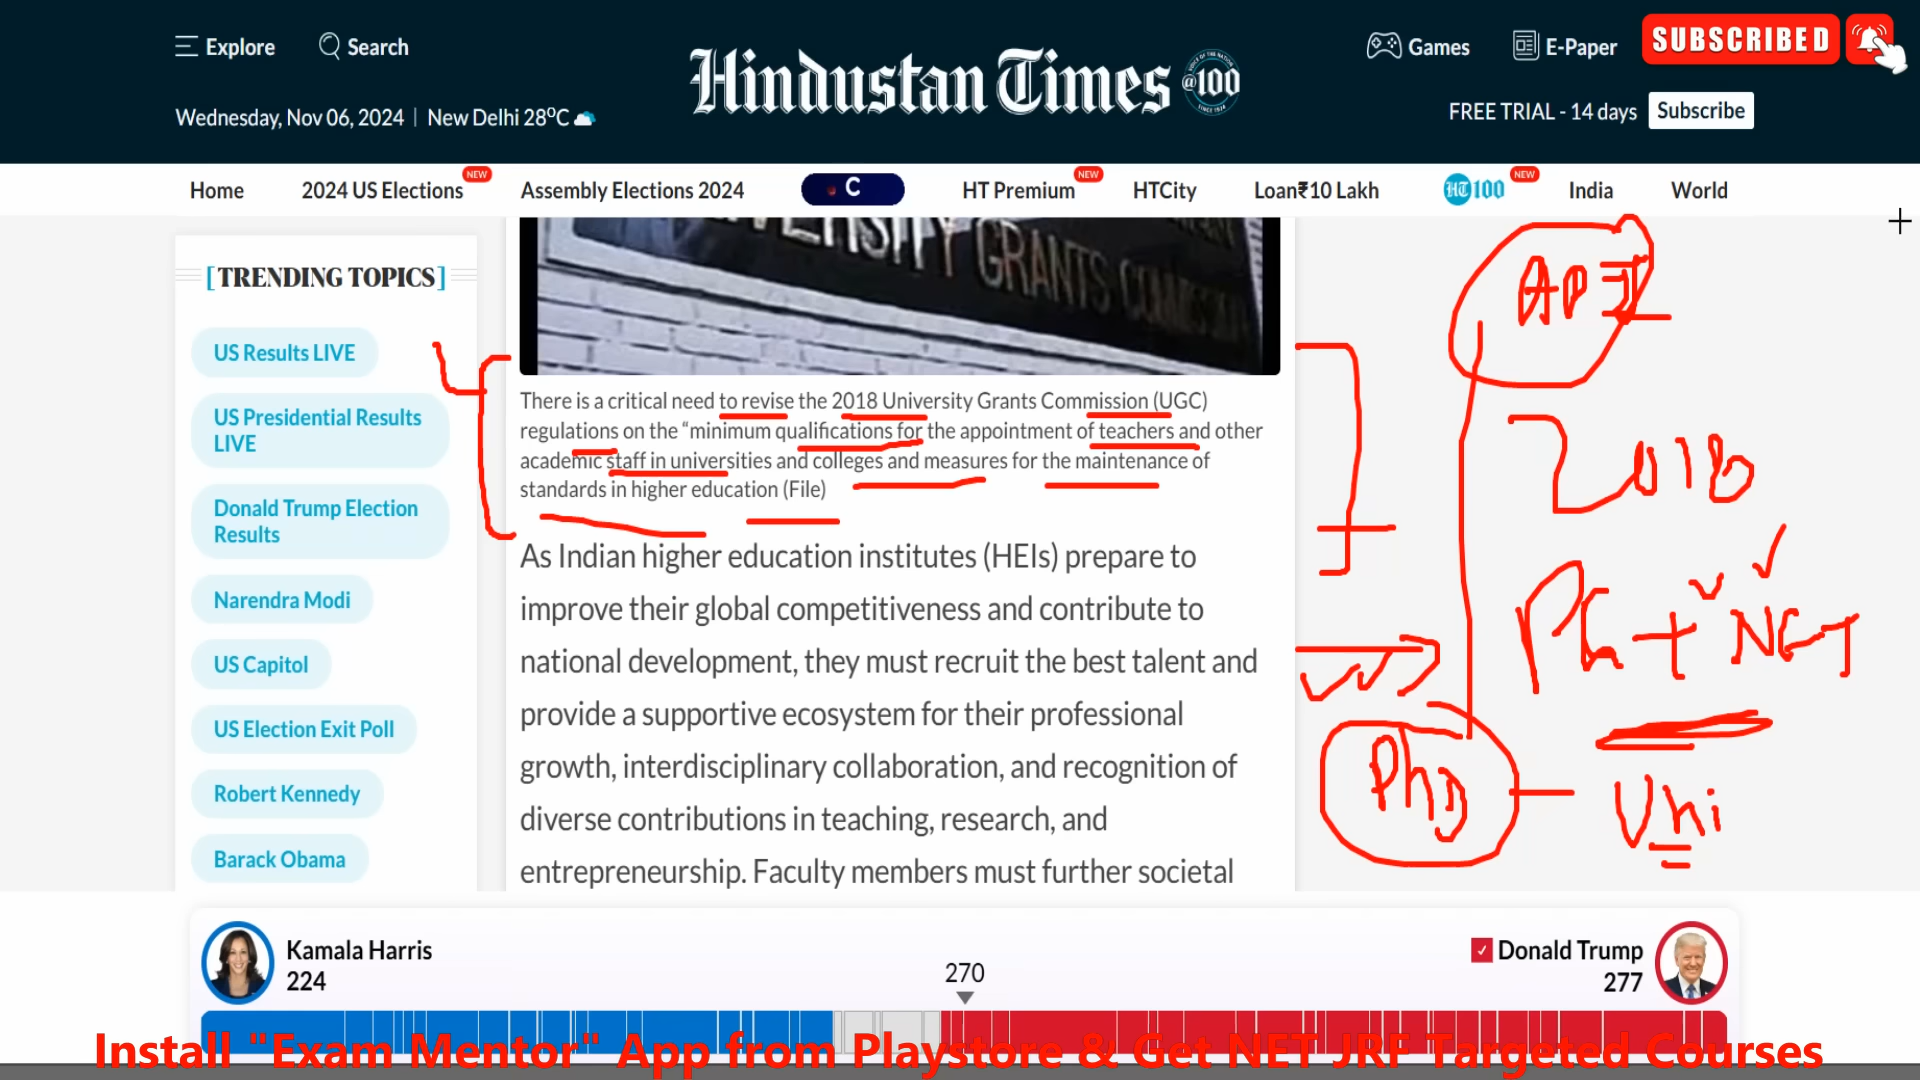 Explore
Search
Hindustan Times
@100
Games
E-Paper
SUBSCRIBED
Wednesday, Nov 06, 2024 | New Delhi 28°C
FREE TRIAL - 14 days
Subscribe
Home
2024 US Elections
NEW
Assembly Elections 2024
C
HT Premium
NEW
HTCity
Loan₹10 Lakh
HT100
NEW
India
World
[TRENDING TOPICS]
US Results LIVE
US Presidential Results
LIVE
Donald Trump Election
Results
Narendra Modi
US Capitol
US Election Exit Poll
Robert Kennedy
Barack Obama
GRANTS
There is a critical need to revise the 2018 University Grants Commission (UGC)
regulations on the “minimum qualifications for the appointment of teachers and other
academic staff in universities and colleges and measures for the maintenance of
standards in higher education (File)
As Indian higher education institutes (HEIs) prepare to
improve their global competitiveness and contribute to
national development, they must recruit the best talent and
provide a supportive ecosystem for their professional
growth, interdisciplinary collaboration, and recognition of
diverse contributions in teaching, research, and
entrepreneurship. Faculty members must further societal
API
2018
Ph + NET
PhD
Uni
Kamala Harris
224
270
Donald Trump
277
Install "Exam Mentor" App from Playstore & Get NET JRF Targeted Courses